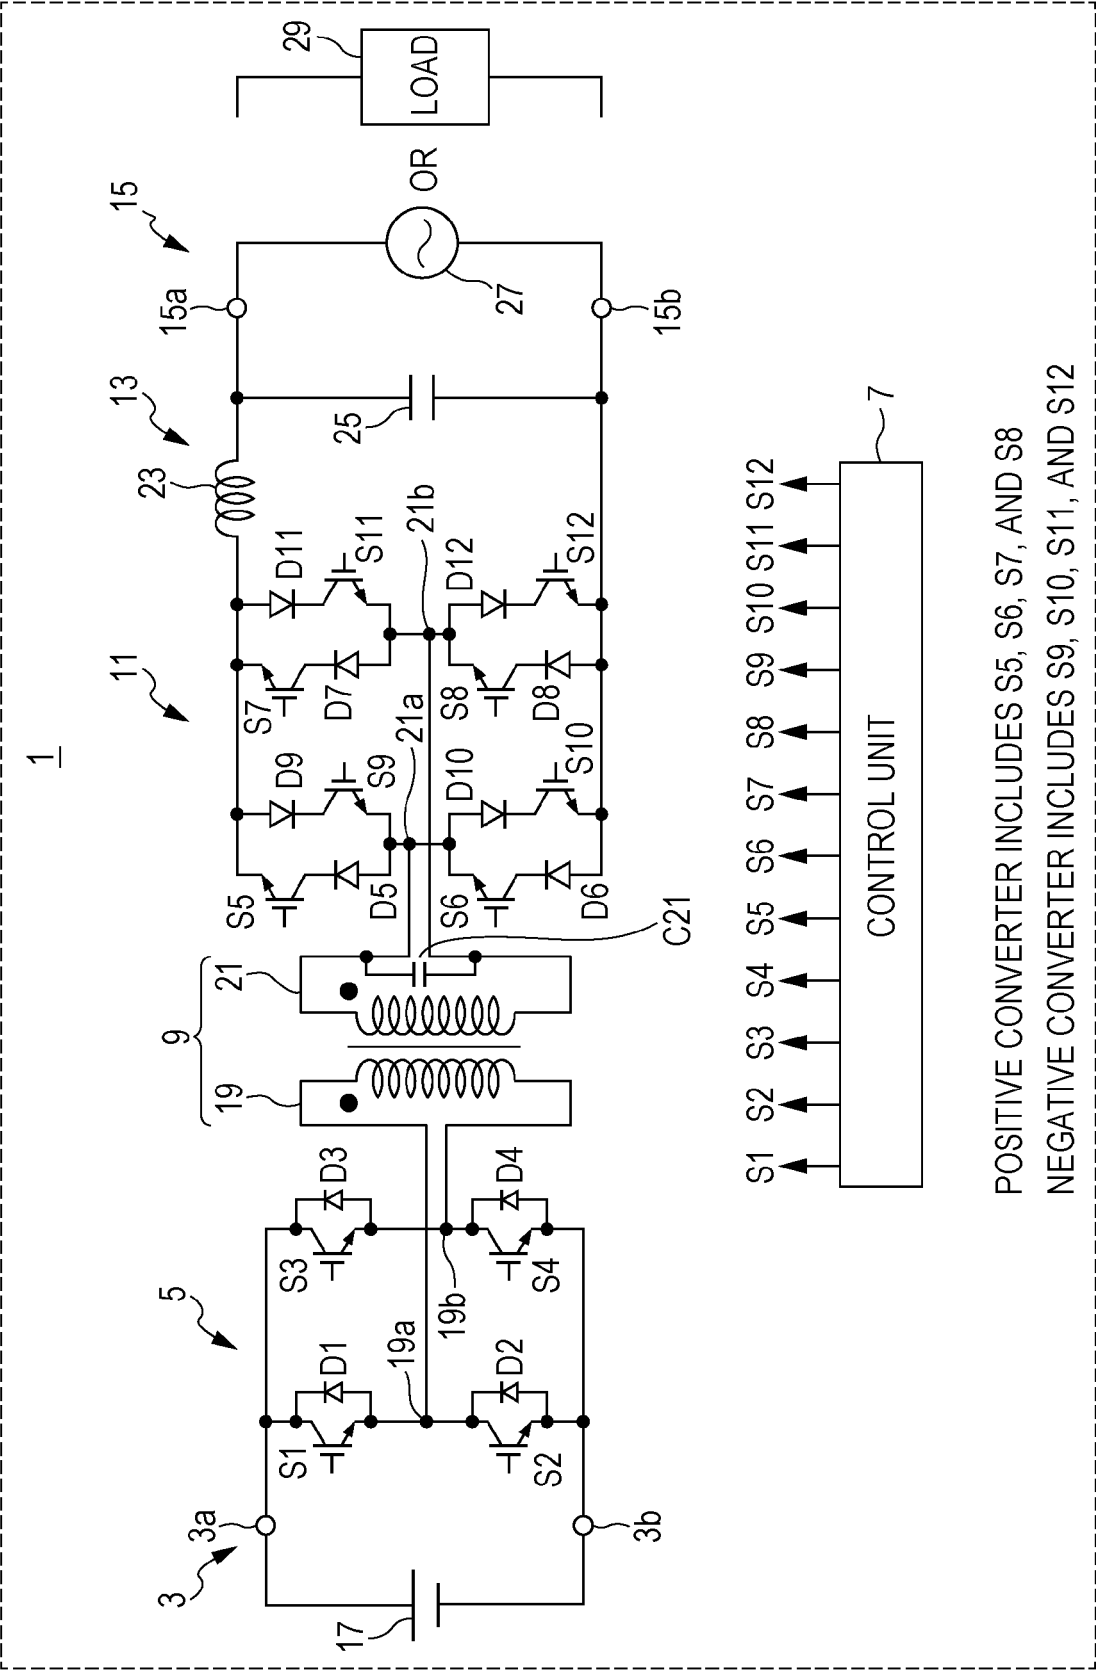 1
3
3a
3b
17
5
S1
D1
S2
D2
S3
D3
S4
D4
19a
19b
9
19
21
C21
11
S5
D5
S6
D6
D9
S9
D10
S10
21a
S7
D7
S8
D8
D11
S11
D12
S12
21b
13
23
25
15
15a
15b
27
OR
29
LOAD
S1 S2 S3 S4 S5 S6 S7 S8 S9 S10 S11 S12
CONTROL UNIT
7
POSITIVE CONVERTER INCLUDES S5, S6, S7, AND S8
NEGATIVE CONVERTER INCLUDES S9, S10, S11, AND S12